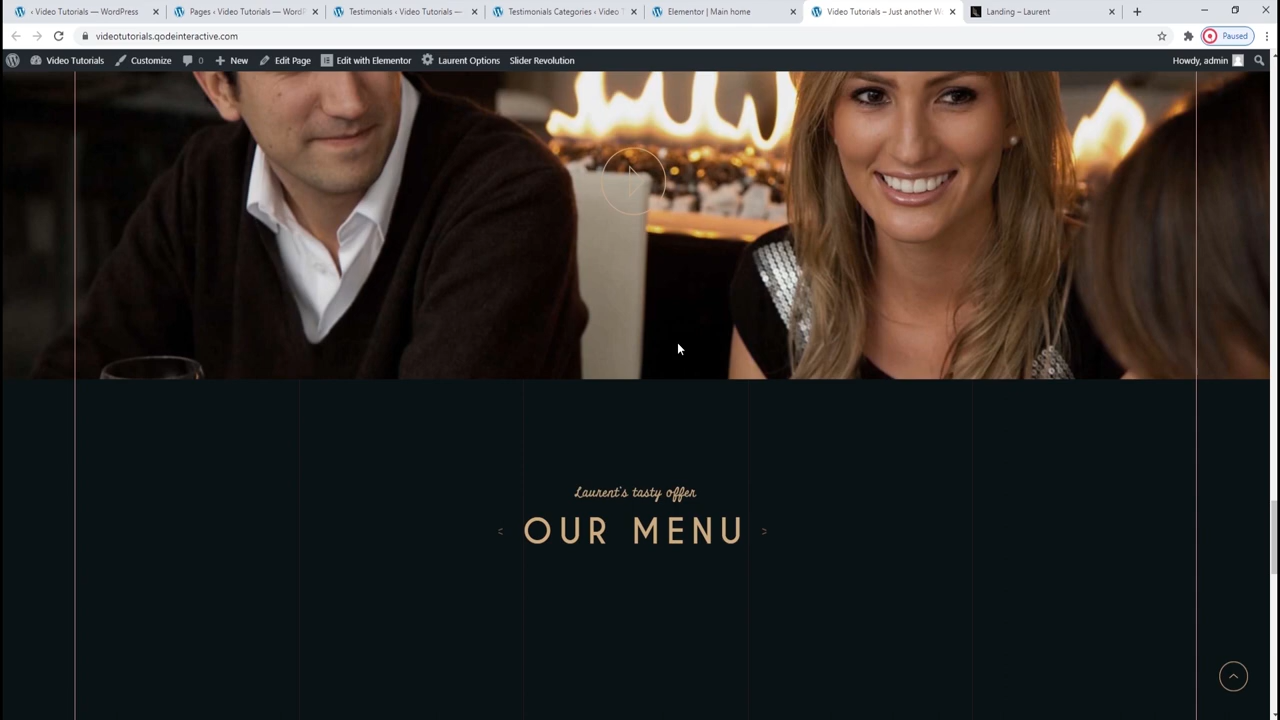 ‹ Video Tutorials — WordPress
Pages ‹ Video Tutorials — WordP
Testimonials ‹ Video Tutorials —
Testimonials Categories ‹ Video T
Elementor | Main home
Video Tutorials – Just another W
Landing – Laurent
videotutorials.qodeinteractive.com
Paused
Video Tutorials
Customize
0
New
Edit Page
Edit with Elementor
Laurent Options
Slider Revolution
Howdy, admin
Laurent's tasty offer
OUR MENU